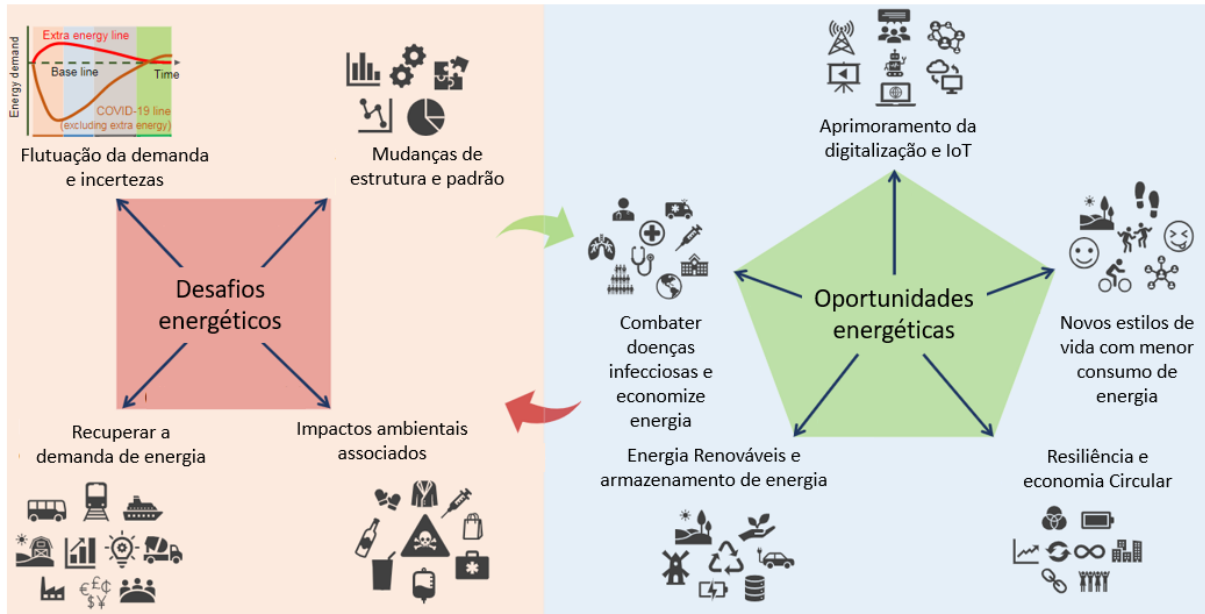 Extra energy line
Base line
Time
Energy demand
COVID-19 line
(excluding extra energy)
Flutuação da demanda
e incertezas
Mudanças de
estrutura e padrão
Desafios
energéticos
Recuperar a
demanda de energia
Impactos ambientais
associados
Aprimoramento da
digitalização e IoT
Combater
doenças
infecciosas e
economize
energia
Oportunidades
energéticas
Novos estilos de
vida com menor
consumo de
energia
Energia Renováveis e
armazenamento de energia
Resiliência e
economia Circular
€££¢
$¥